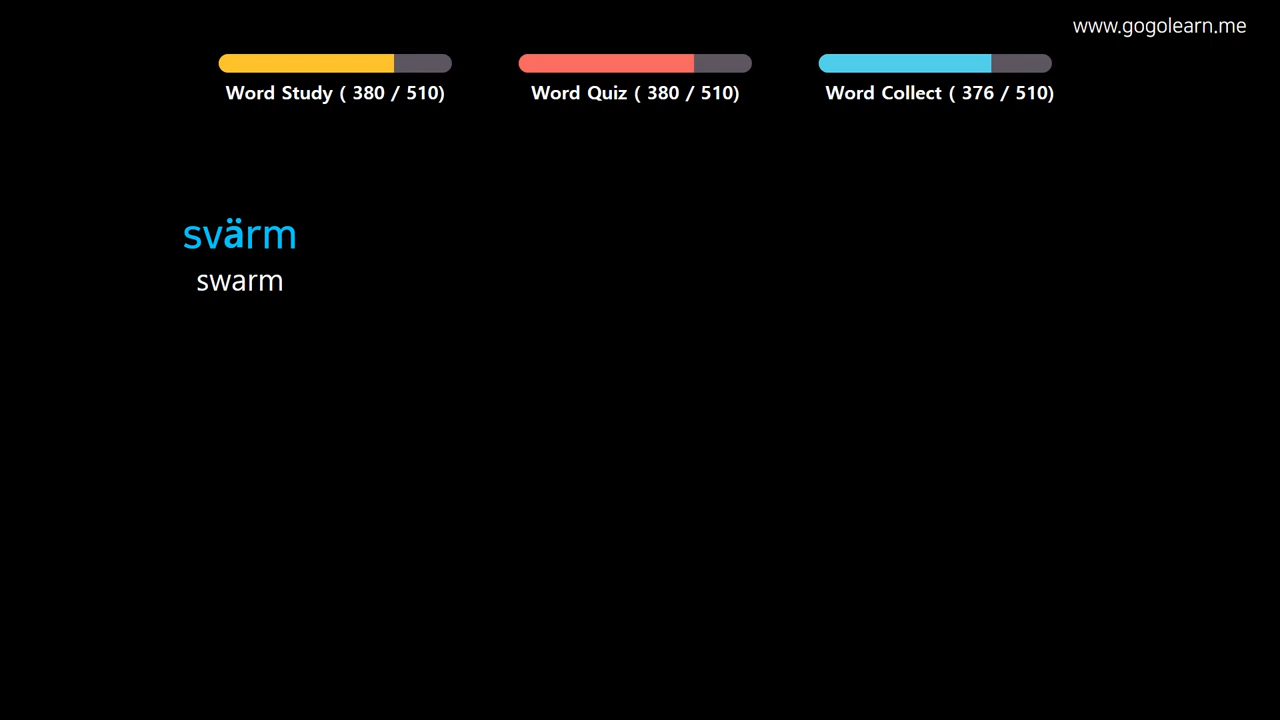 www.gogolearn.me
Word Study ( 380 / 510)
Word Quiz ( 380 / 510)
Word Collect ( 376 / 510)
svärm
swarm